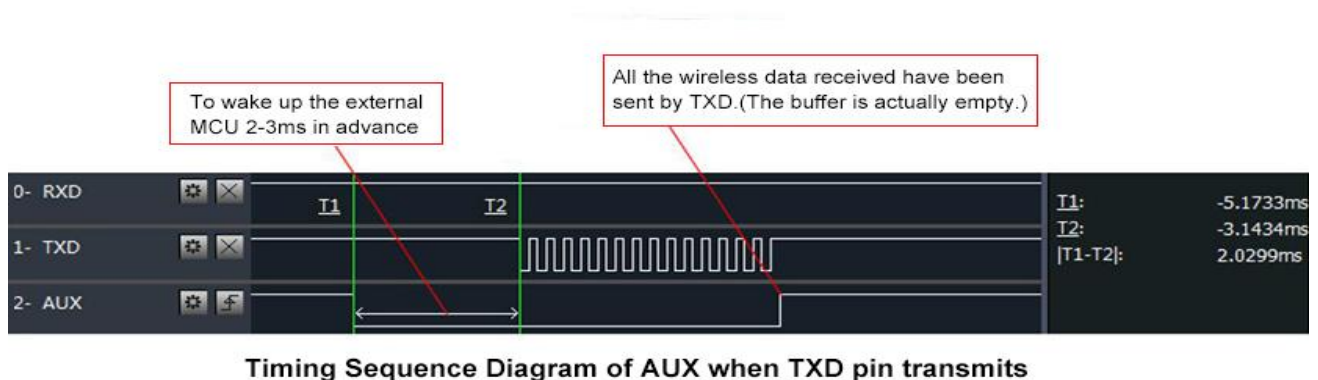 All the wireless data received have been
sent by TXD.(The buffer is actually empty.)
To wake up the external
MCU 2-3ms in advance
0- RXD
T1
T2
T1: -5.1733ms
T2: -3.1434ms
|T1-T2|: 2.0299ms
1- TXD
2- AUX
Timing Sequence Diagram of AUX when TXD pin transmits